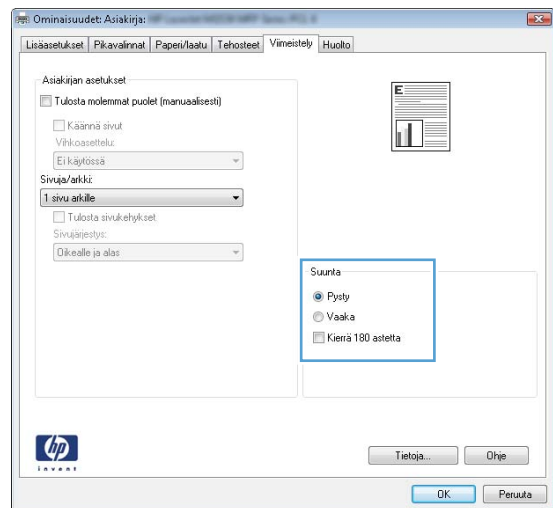 Ominaisuudet: Asiakirja:
Lisäasetukset Pikavalinnat Paperi/laatu Tehosteet Viimeistely Huolto
Asiakirjan asetukset
Tulosta molemmat puolet (manuaalisesti)
Käännä sivut
Vihkoasettelu:
Ei käytössä
Sivuja/arkki:
1 sivu arkille
Tulosta sivukehykset
Sivujärjestys:
Oikealle ja alas
E
Suunta
Pysty
Vaaka
Kierrä 180 astetta
hp
invent
Tietoja... Ohje
OK Peruuta